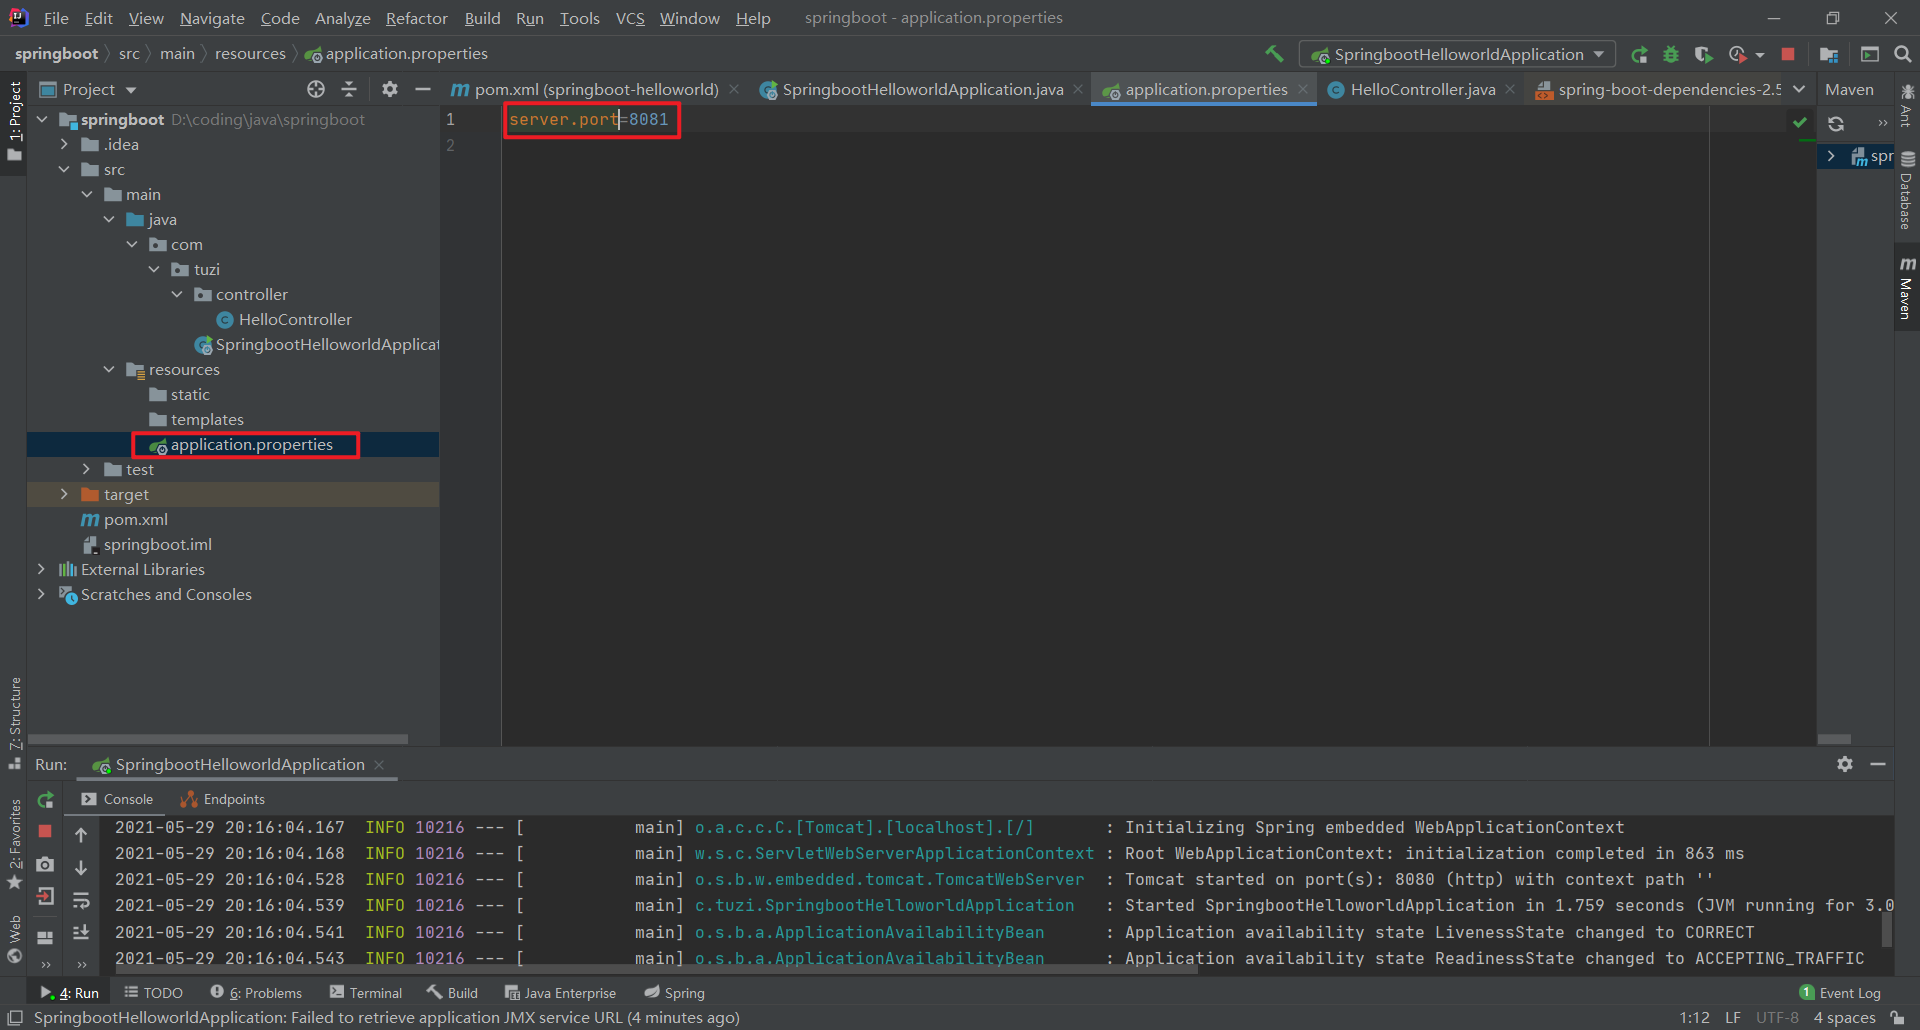 File Edit View Navigate Code Analyze Refactor Build Run Tools VCS Window Help springboot - application.properties
springboot src main resources application.properties SpringbootHelloworldApplication
1: Project
Project
pom.xml (springboot-helloworld) SpringbootHelloworldApplication.java application.properties HelloController.java spring-boot-dependencies-2.5 Maven
springboot D:\coding\java\springboot
.idea
src
main
java
com
tuzi
controller
HelloController
SpringbootHelloworldApplicat
resources
static
templates
application.properties
test
target
pom.xml
springboot.iml
External Libraries
Scratches and Consoles
1 server.port=8081
2
spr
Ant
Database
Maven
7: Structure
2: Favorites
Web
Run: SpringbootHelloworldApplication
Console Endpoints
2021-05-29 20:16:04.167 INFO 10216 --- [ main] o.a.c.c.C.[Tomcat].[localhost].[/] : Initializing Spring embedded WebApplicationContext
2021-05-29 20:16:04.168 INFO 10216 --- [ main] w.s.c.ServletWebServerApplicationContext : Root WebApplicationContext: initialization completed in 863 ms
2021-05-29 20:16:04.528 INFO 10216 --- [ main] o.s.b.w.embedded.tomcat.TomcatWebServer : Tomcat started on port(s): 8080 (http) with context path ''
2021-05-29 20:16:04.539 INFO 10216 --- [ main] c.tuzi.SpringbootHelloworldApplication : Started SpringbootHelloworldApplication in 1.759 seconds (JVM running for 3.0
2021-05-29 20:16:04.541 INFO 10216 --- [ main] o.s.b.a.ApplicationAvailabilityBean : Application availability state LivenessState changed to CORRECT
2021-05-29 20:16:04.543 INFO 10216 --- [ main] o.s.b.a.ApplicationAvailabilityBean : Application availability state ReadinessState changed to ACCEPTING_TRAFFIC
4: Run TODO 6: Problems Terminal Build Java Enterprise Spring 1 Event Log
SpringbootHelloworldApplication: Failed to retrieve application JMX service URL (4 minutes ago) 1:12 LF UTF-8 4 spaces